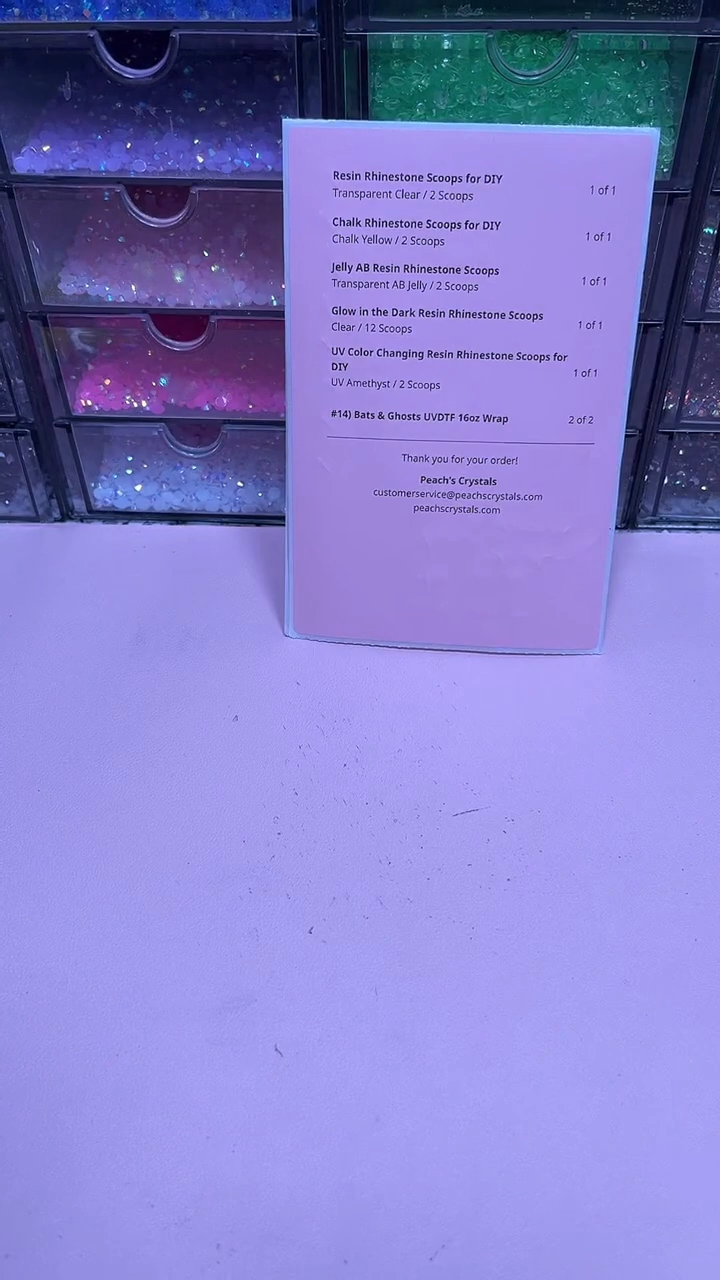 Resin Rhinestone Scoops for DIY 1 of 1
Transparent Clear / 2 Scoops
Chalk Rhinestone Scoops for DIY 1 of 1
Chalk Yellow / 2 Scoops
Jelly AB Resin Rhinestone Scoops 1 of 1
Transparent AB Jelly / 2 Scoops
Glow in the Dark Resin Rhinestone Scoops 1 of 1
Clear / 12 Scoops
UV Color Changing Resin Rhinestone Scoops for
DIY 1 of 1
UV Amethyst / 2 Scoops
#14) Bats & Ghosts UVDTF 16oz Wrap 2 of 2
Thank you for your order!
Peach's Crystals
customerservice@peachscrystals.com
peachscrystals.com